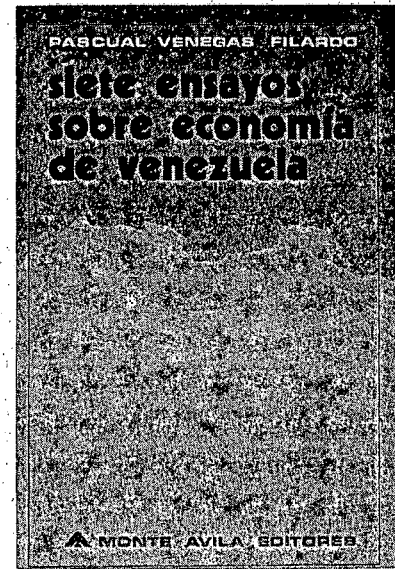 PASCUAL VENEGAS FILARDO
siete ensayos
sobre economía
de venezuela
MONTE AVILA EDITORES